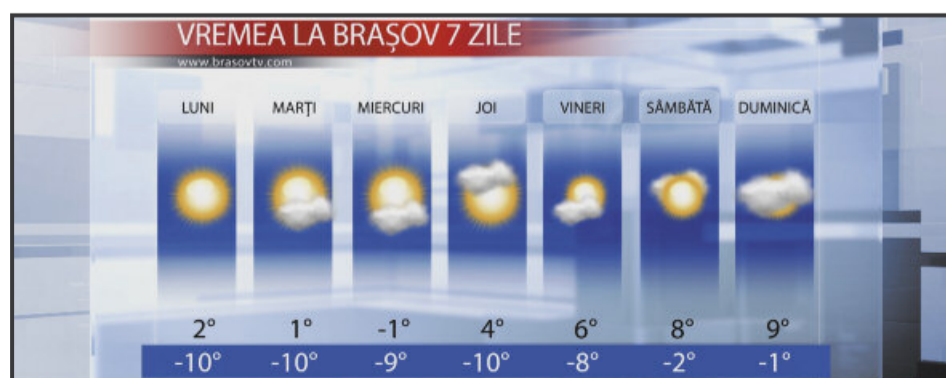 VREMEA LA BRAȘOV 7 ZILE
www.brasovtv.com
LUNI MARȚI MIERCURI JOI VINERI SÂMBĂTĂ DUMINICĂ
2° 1° -1° 4° 6° 8° 9°
-10° -10° -9° -10° -8° -2° -1°